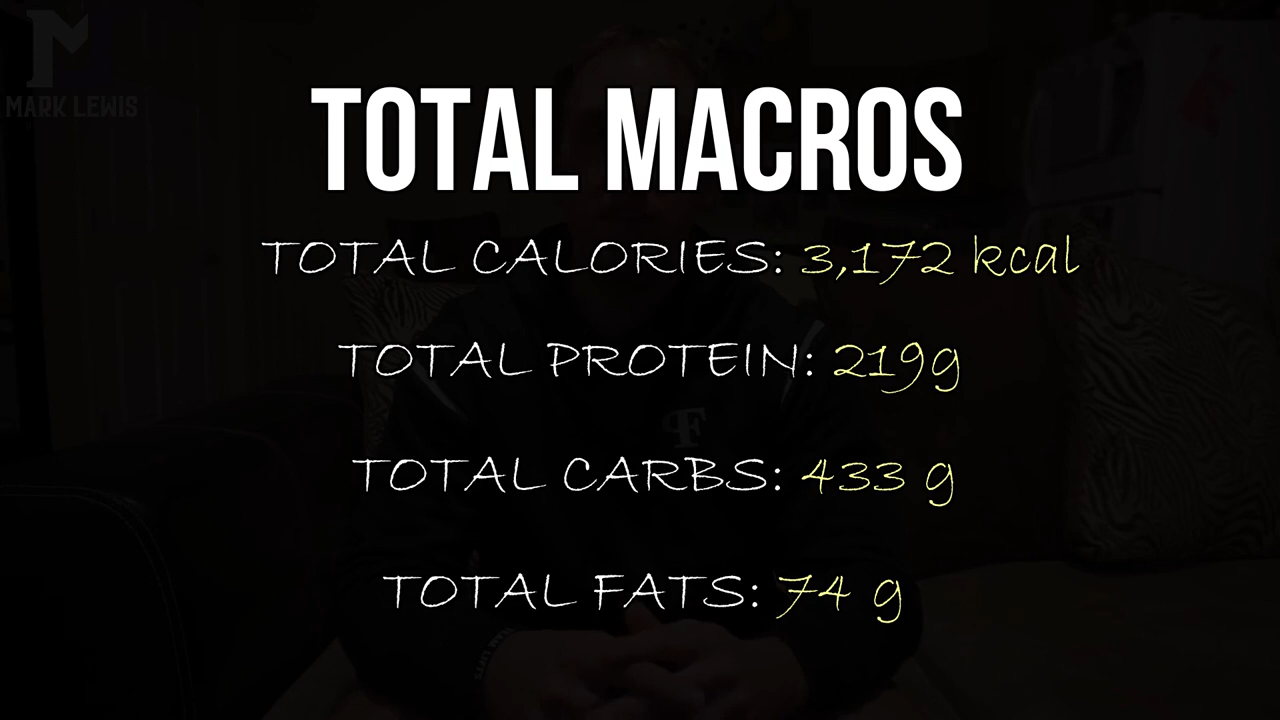 MARK LEWIS
TOTAL MACROS
TOTAL CALORIES: 3,172 kcal
TOTAL PROTEIN: 219g
TOTAL CARBS: 433 g
TOTAL FATS: 74 g